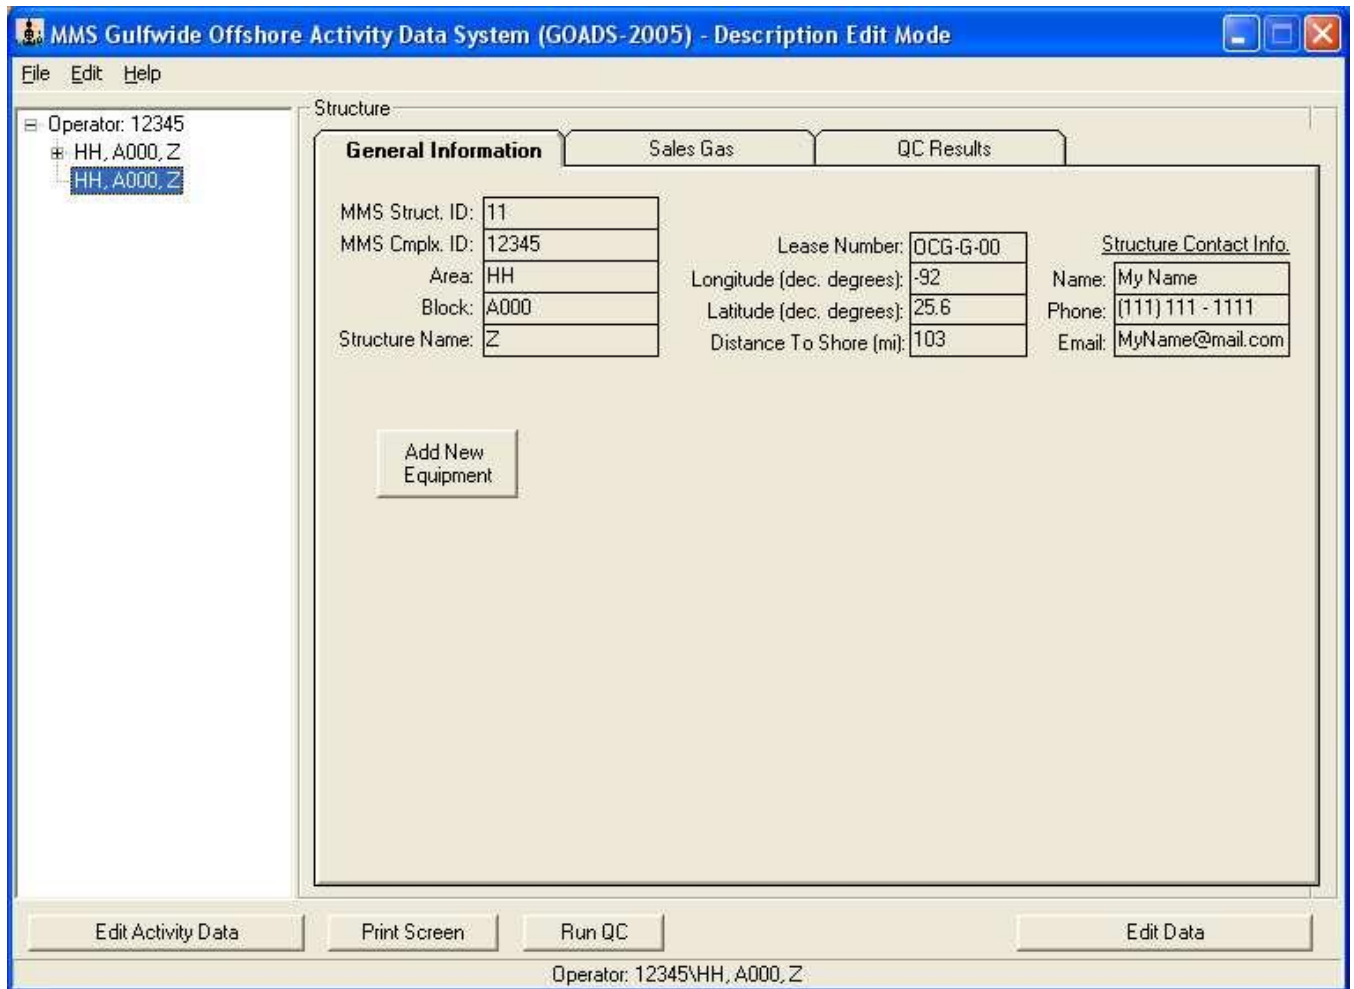 MMS Gulfwide Offshore Activity Data System (GOADS-2005) - Description Edit Mode
File Edit Help
Operator: 12345
HH, A000, Z
HH, A000, Z
Structure
General Information
Sales Gas
QC Results
MMS Struct. ID: 11
MMS Cmplx. ID: 12345
Area: HH
Block: A000
Structure Name: Z
Lease Number: OCG-G-00
Longitude (dec. degrees): -92
Latitude (dec. degrees): 25.6
Distance To Shore (mi): 103
Structure Contact Info.
Name: My Name
Phone: (111) 111 - 1111
Email: MyName@mail.com
Add New
Equipment
Edit Activity Data
Print Screen
Run QC
Edit Data
Operator: 12345\HH, A000, Z